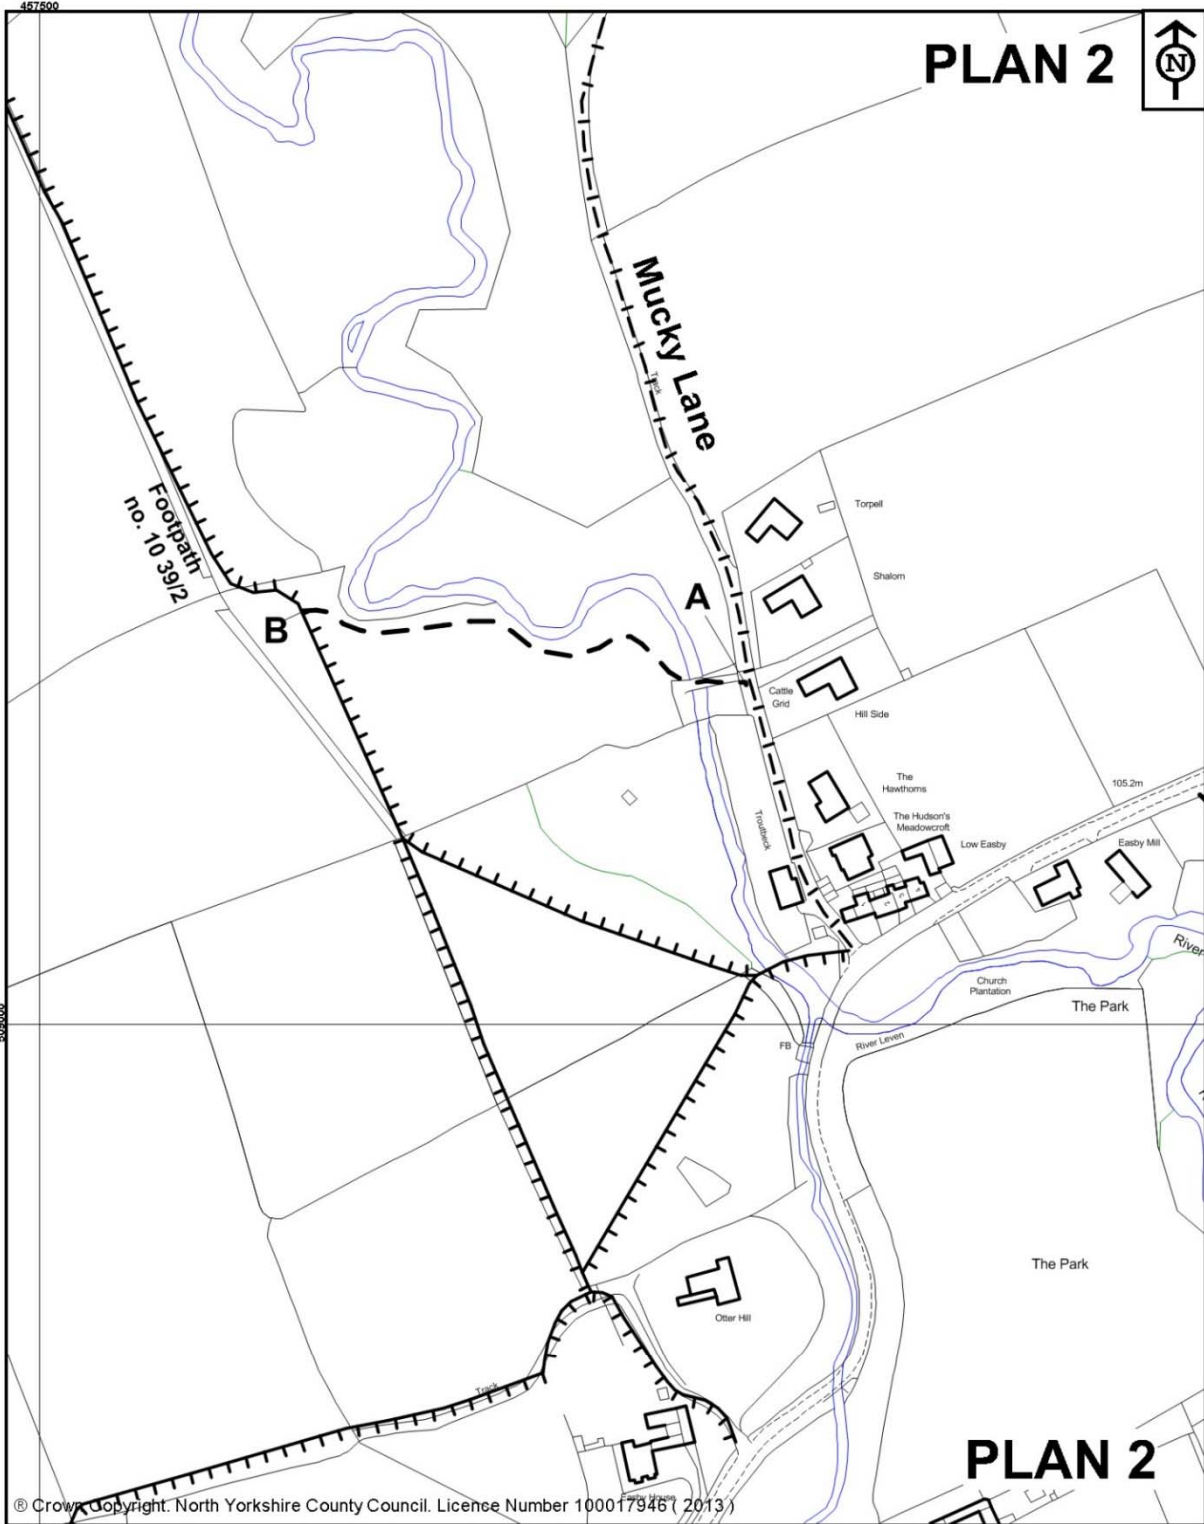 457500
PLAN 2
N
Mucky Lane
Track
Footpath
no. 10 39/2
Torpell
Shalom
A
B
Cattle
Grid
Hill Side
The
Hawthorns
105.2m
The Hudson's
Meadowcroft
Troutbeck
Low Easby
Easby Mill
River
Church
Plantation
The Park
509000
FB
River Leven
The Park
Otter Hill
Track
PLAN 2
Easby House
® Crown Copyright. North Yorkshire County Council. Licence Number 100017946 ( 2013 )